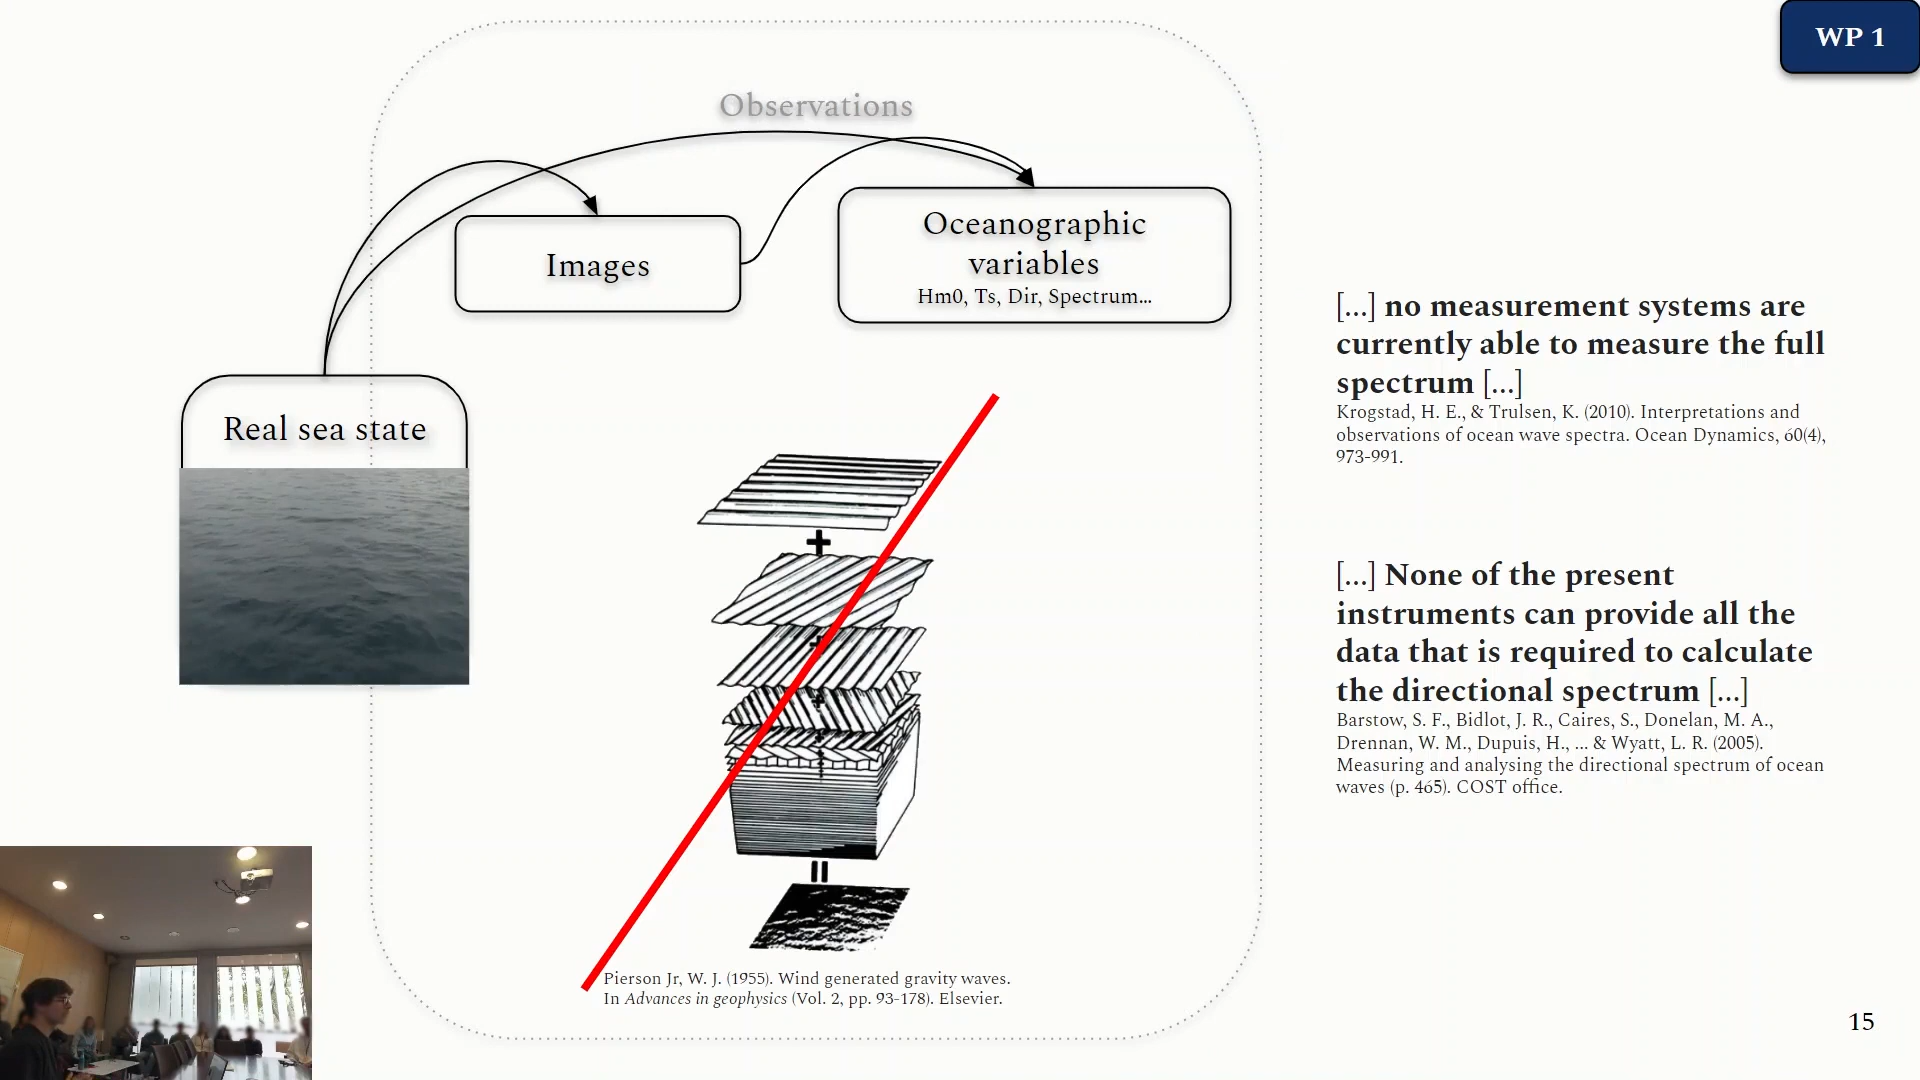 WP 1
Observations
Images
Oceanographic
variables
Hm0, Ts, Dir, Spectrum...
Real sea state
[...] no measurement systems are
currently able to measure the full
spectrum [...]
Krogstad, H. E., & Trulsen, K. (2010). Interpretations and
observations of ocean wave spectra. Ocean Dynamics, 60(4),
973-991.
[...] None of the present
instruments can provide all the
data that is required to calculate
the directional spectrum [...]
Barstow, S. F., Bidlot, J. R., Caires, S., Donelan, M. A.,
Drennan, W. M., Dupuis, H., ... & Wyatt, L. R. (2005).
Measuring and analysing the directional spectrum of ocean
waves (p. 465). COST office.
Pierson Jr, W. J. (1955). Wind generated gravity waves.
In Advances in geophysics (Vol. 2, pp. 93-178). Elsevier.
15